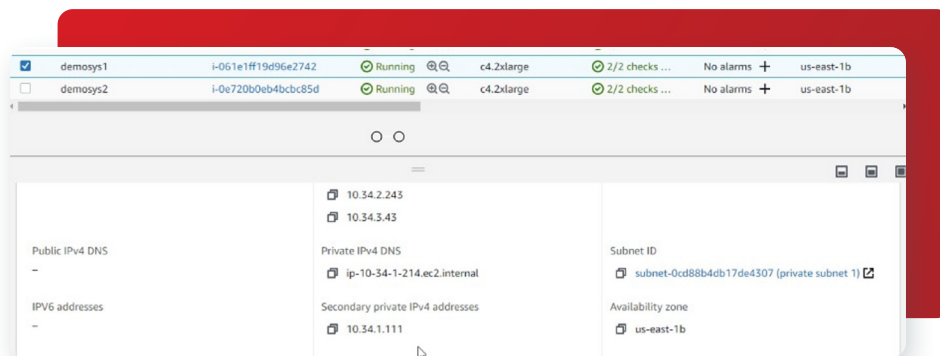 demosys1 i-061e1ff19d96e2742 Running c4.2xlarge 2/2 checks ... No alarms + us-east-1b
demosys2 i-0e720b0eb4bcbc85d Running c4.2xlarge 2/2 checks ... No alarms + us-east-1b
10.34.2.243
10.34.3.43
Public IPv4 DNS Private IPv4 DNS Subnet ID
– ip-10-34-1-214.ec2.internal subnet-0cd88b4db17de4307 (private subnet 1)
IPV6 addresses Secondary private IPv4 addresses Availability zone
– 10.34.1.111 us-east-1b